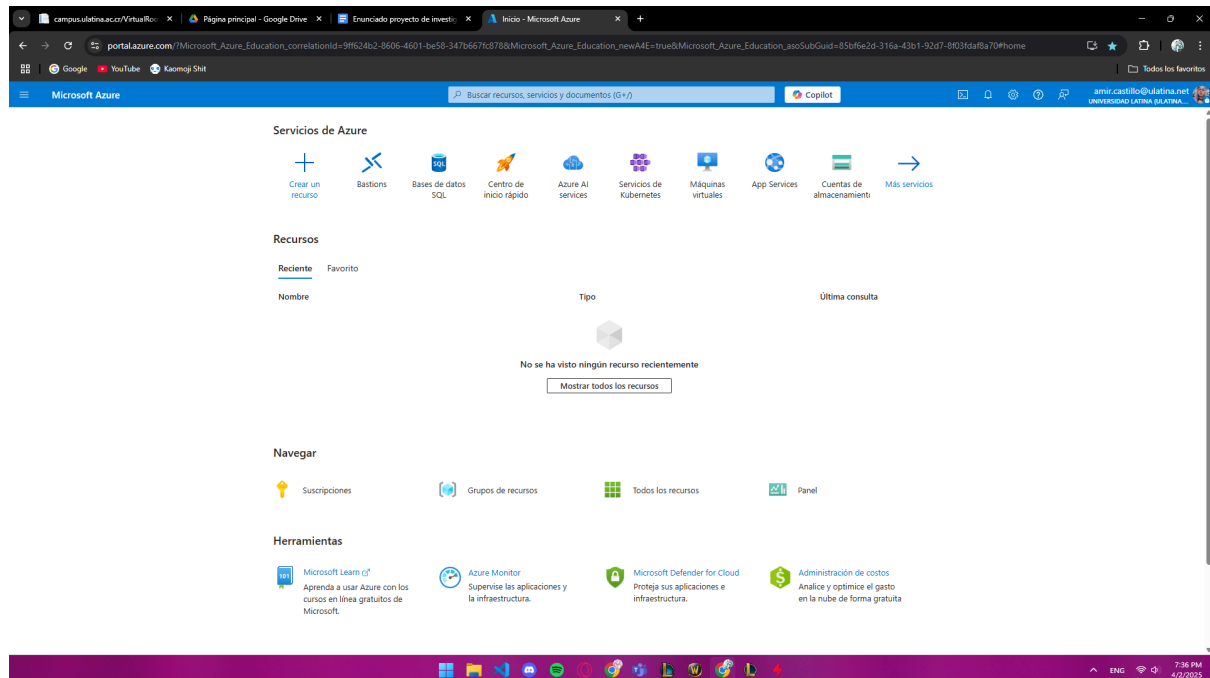 campus.ulatina.ac.cr/VirtualRoo
Página principal - Google Drive
Enunciado proyecto de investig
Inicio - Microsoft Azure
portal.azure.com/?Microsoft_Azure_Education_correlationId=9ff624b2-8606-4601-be58-347b667fc878&Microsoft_Azure_Education_newA4E=true&Microsoft_Azure_Education_asoSubGuid=85bf6e2d-316a-43b1-92d7-8f03fdaf8a70#home
Google
YouTube
Kaomoji Shit
Todos los favoritos
Microsoft Azure
Buscar recursos, servicios y documentos (G+/)
Copilot
amir.castillo@ulatina.net
UNIVERSIDAD LATINA (ULATINA....
Servicios de Azure
Crear un
recurso
Bastions
Bases de datos
SQL
SQL
Centro de
inicio rápido
Azure AI
services
Servicios de
Kubernetes
Máquinas
virtuales
App Services
Cuentas de
almacenamiento
Más servicios
Recursos
Reciente
Favorito
Nombre
Tipo
Última consulta
No se ha visto ningún recurso recientemente
Mostrar todos los recursos
Navegar
Suscripciones
Grupos de recursos
Todos los recursos
Panel
Herramientas
101
Microsoft Learn
Aprenda a usar Azure con los
cursos en línea gratuitos de
Microsoft.
Azure Monitor
Supervise las aplicaciones y
la infraestructura.
Microsoft Defender for Cloud
Proteja sus aplicaciones e
infraestructura.
Administración de costos
Analice y optimice el gasto
en la nube de forma gratuita
ENG
7:36 PM
4/2/2025